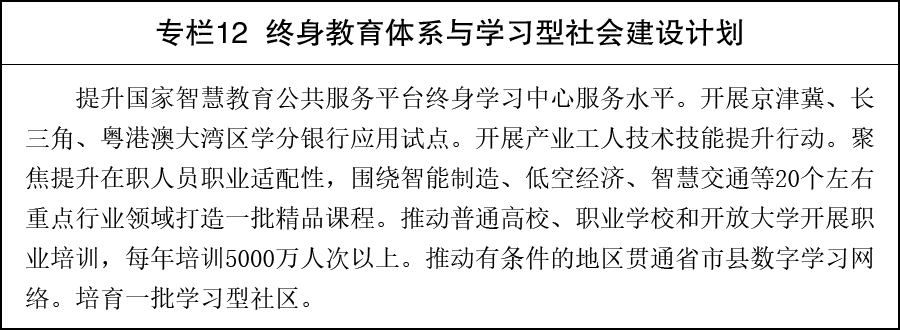 专栏12 终身教育体系与学习型社会建设计划
提升国家智慧教育公共服务平台终身学习中心服务水平。开展京津冀、长
三角、粤港澳大湾区学分银行应用试点。开展产业工人技术技能提升行动。聚
焦提升在职人员职业适配性，围绕智能制造、低空经济、智慧交通等20个左右
重点行业领域打造一批精品课程。推动普通高校、职业学校和开放大学开展职
业培训，每年培训5000万人次以上。推动有条件的地区贯通省市县数字学习网
络。培育一批学习型社区。